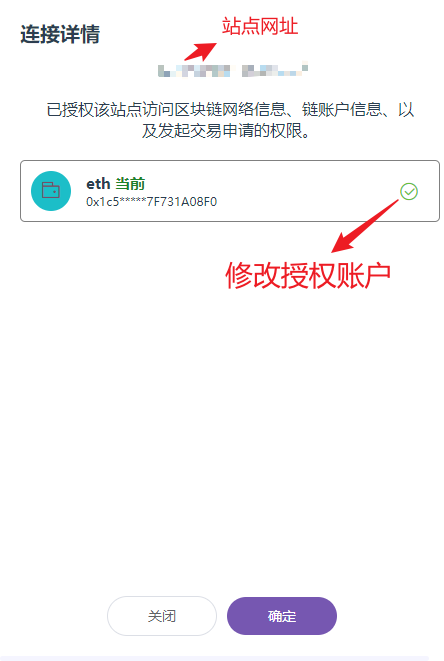 连接详情
站点网址
已授权该站点访问区块链网络信息、链账户信息、以
及发起交易申请的权限。
eth 当前
0x1c5*****7F731A08F0
修改授权账户
关闭
确定